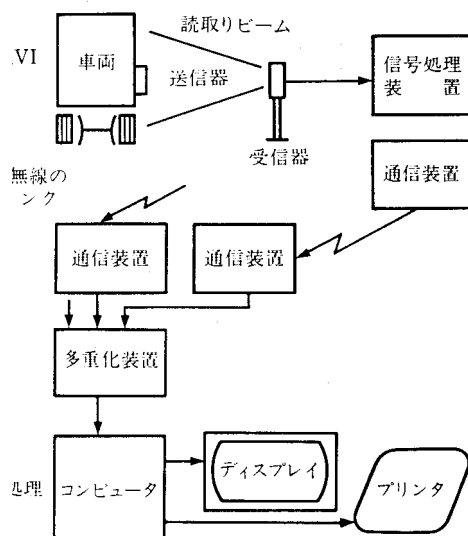 読取りビーム
.VI
車両
送信器
信号処理
装 置
受信器
無線の
ンク
通信装置
通信装置
通信装置
多重化装置
処理
コンピュータ
ディスプレイ
プリンタ